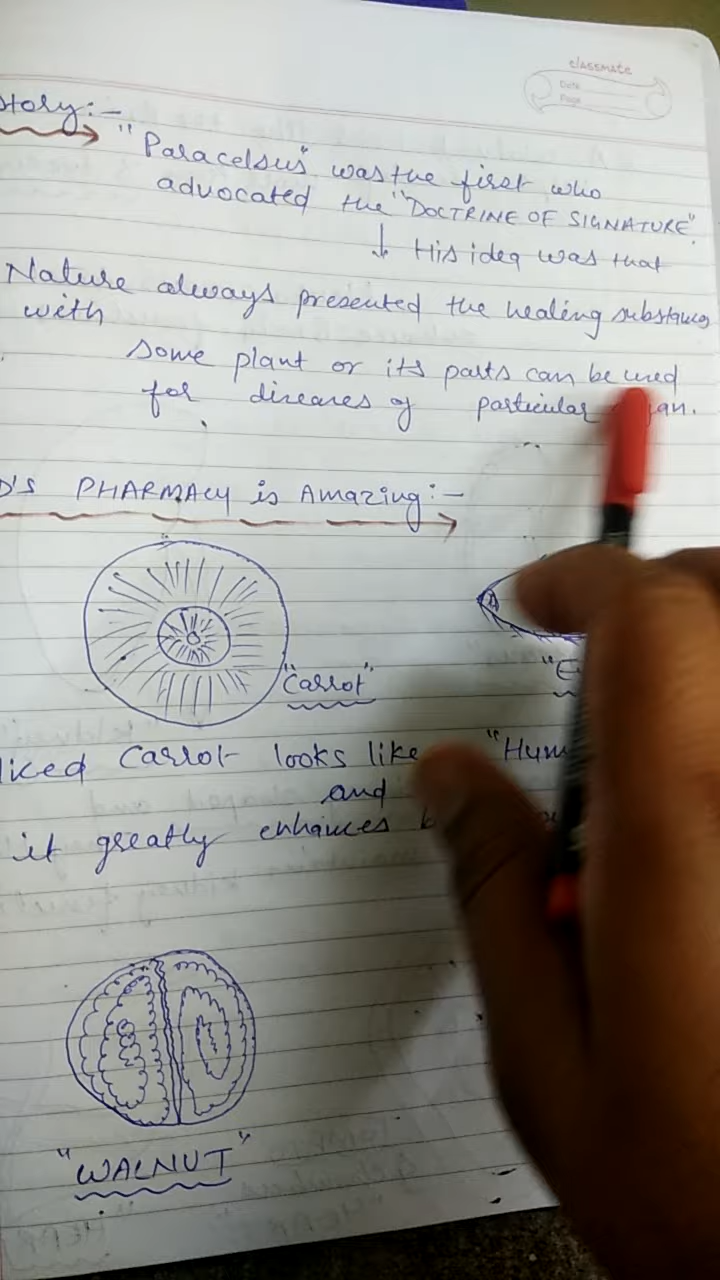 classmate
Date
Page
story:-
"Paracelsus" was the first who
advocated the "DOCTRINE OF SIGNATURE".
↓ His idea was that
Nature always presented the healing substances
with
some plant or its parts can be used
for diseases of particular
D'S PHARMACY is Amazing:-
"Carrot"
liced Carrot looks like "Hum
and
it greatly enhances
"WALNUT"